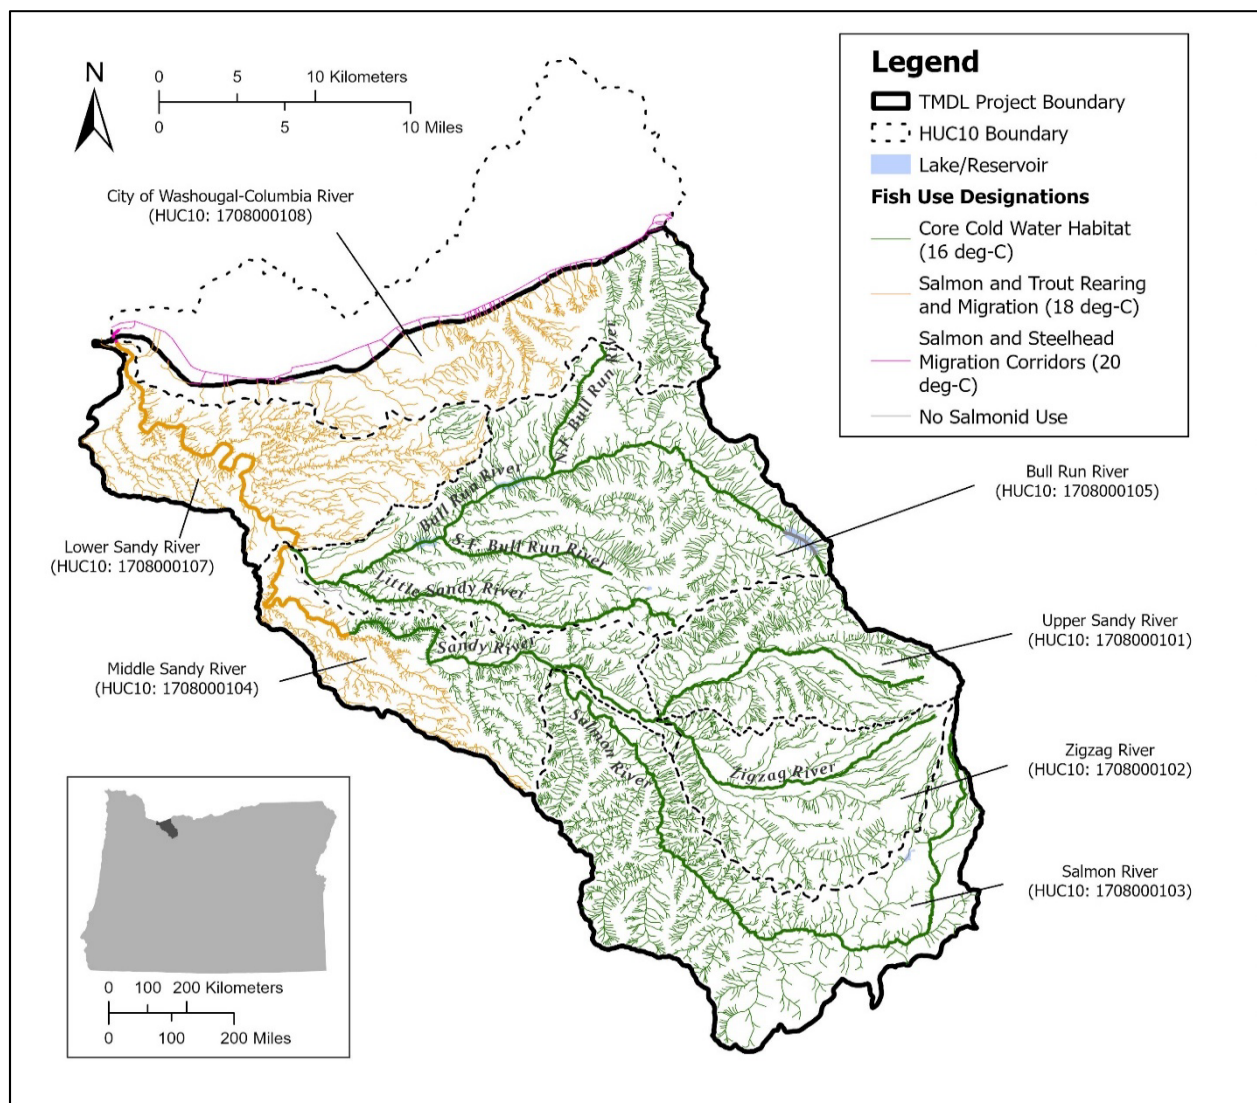 N
0 5 10 Kilometers
0 5 10 Miles
City of Washougal-Columbia River
(HUC10: 1708000108)
Legend
TMDL Project Boundary
HUC10 Boundary
Lake/Reservoir
Fish Use Designations
Core Cold Water Habitat
(16 deg-C)
Salmon and Trout Rearing
and Migration (18 deg-C)
Salmon and Steelhead
Migration Corridors (20
deg-C)
No Salmonid Use
N.F. Bull Run River
Bull Run River
Bull Run River
(HUC10: 1708000105)
S.F. Bull Run River
Lower Sandy River
(HUC10: 1708000107)
Little Sandy River
Upper Sandy River
(HUC10: 1708000101)
Sandy River
Middle Sandy River
(HUC10: 1708000104)
Salmon River
Zigzag River
Zigzag River
(HUC10: 1708000102)
Salmon River
(HUC10: 1708000103)
0 100 200 Kilometers
0 100 200 Miles